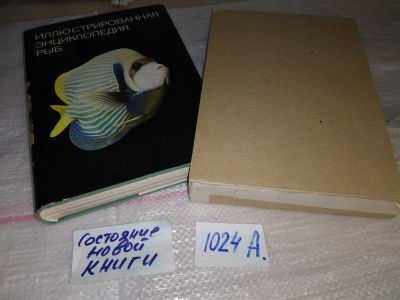 ИЛЛЮСТРИРОВАННАЯ
ЭНЦИКЛОПЕДИЯ
РЫБ
Состояние
новой
книги
1024 А.